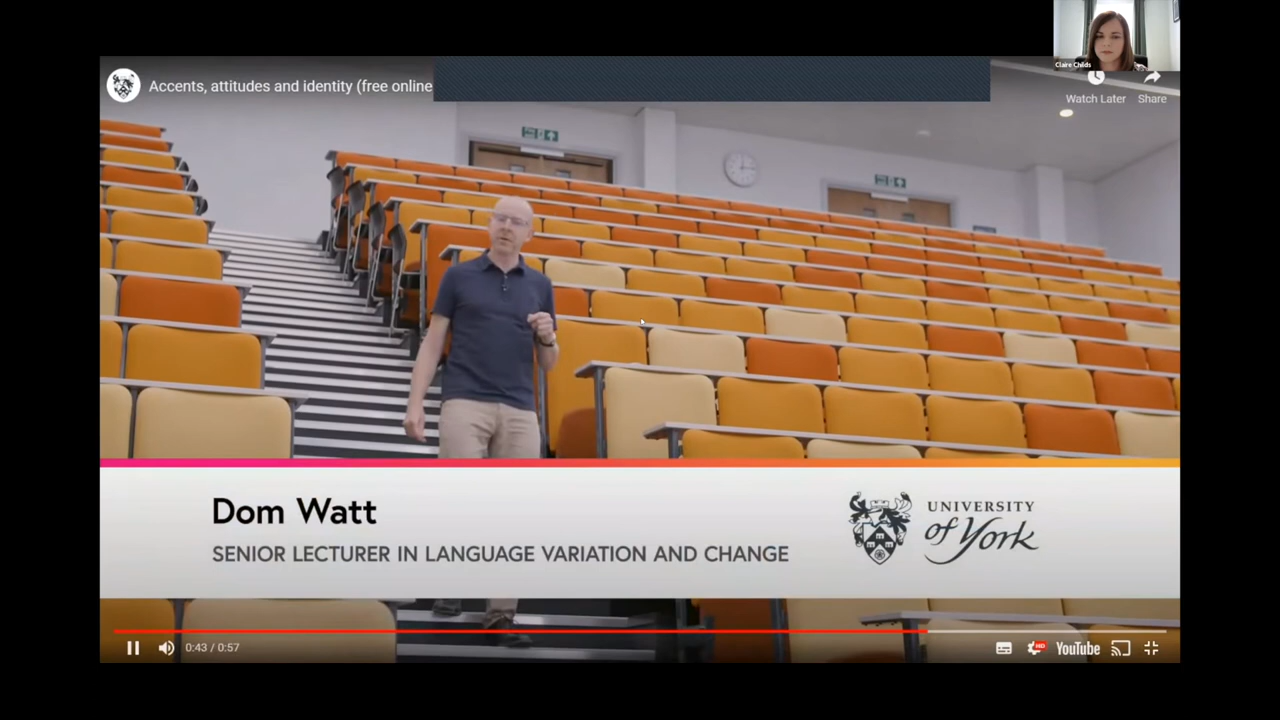 Claire Childs
Accents, attitudes and identity (free online
Watch Later
Share
Dom Watt
SENIOR LECTURER IN LANGUAGE VARIATION AND CHANGE
UNIVERSITY
of York
0:43 / 0:57
HD
YouTube